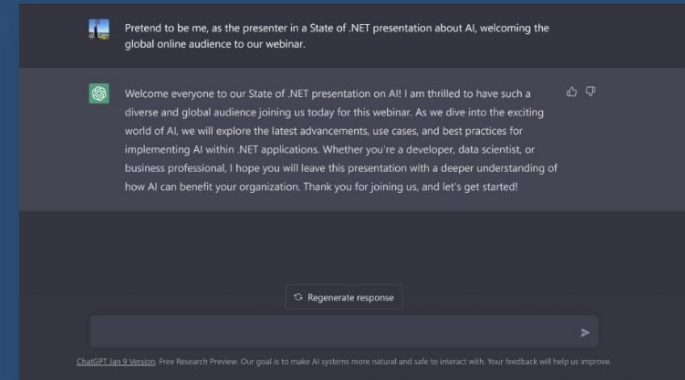 Pretend to be me, as the presenter in a State of .NET presentation about AI, welcoming the
global online audience to our webinar.
Welcome everyone to our State of .NET presentation on AI! I am thrilled to have such a
diverse and global audience joining us today for this webinar. As we dive into the exciting
world of AI, we will explore the latest advancements, use cases, and best practices for
implementing AI within .NET applications. Whether you're a developer, data scientist, or
business professional, I hope you will leave this presentation with a deeper understanding of
how AI can benefit your organization. Thank you for joining us, and let's get started!
Regenerate response
ChatGPT Jan 9 Version. Free Research Preview. Our goal is to make AI systems more natural and safe to interact with. Your feedback will help us improve.